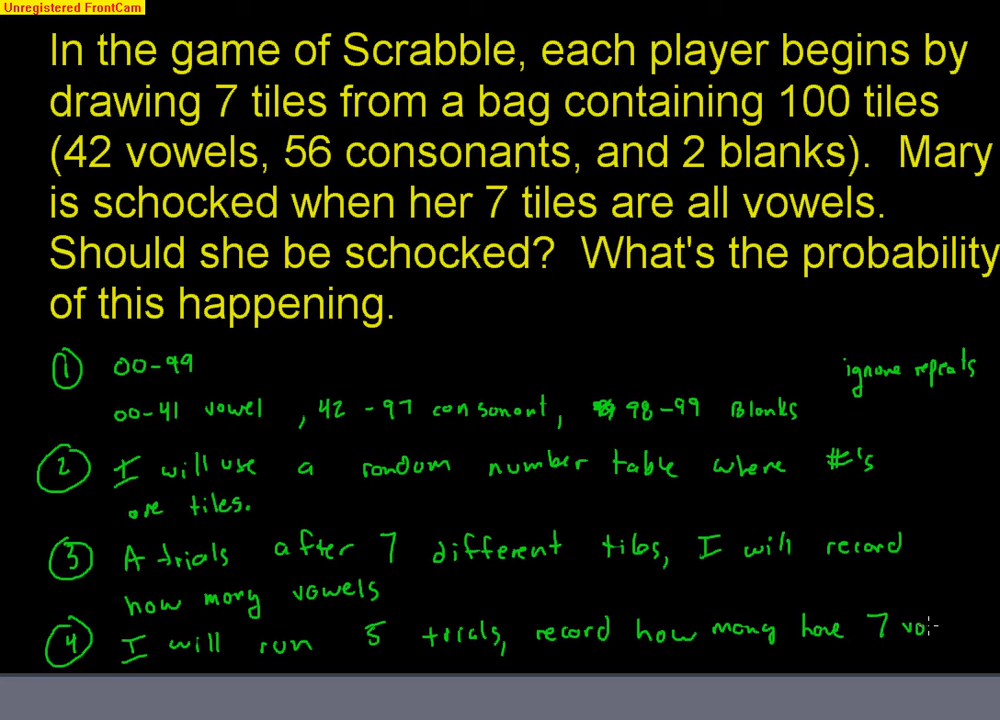 Unregistered FrontCam
In the game of Scrabble, each player begins by
drawing 7 tiles from a bag containing 100 tiles
(42 vowels, 56 consonants, and 2 blanks). Mary
is schocked when her 7 tiles are all vowels.
Should she be schocked? What's the probability
of this happening.
1 00-99
ignore repeats
00-41 vowel, 42-97 consonant, 98-99 Blanks
2 I will use a random number table where #'s
are tiles.
3 A trials after 7 different tiles, I will record
how many vowels
4 I will run 5 trials, record how many have 7 vo